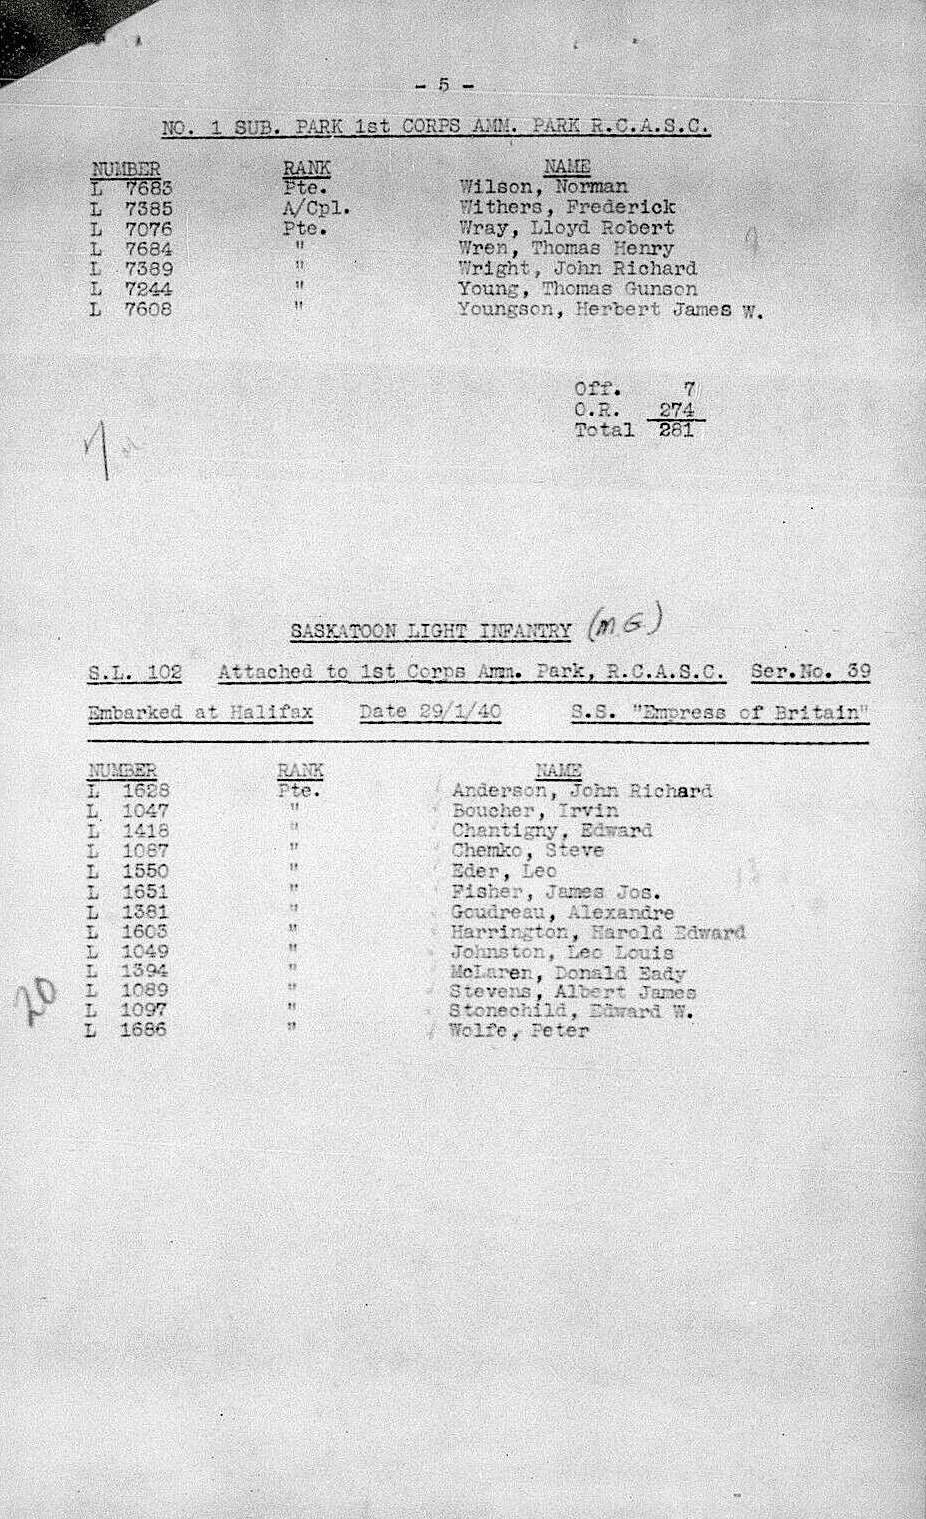 - 5 -
NO. 1 SUB. PARK 1st CORPS AMM. PARK R.C.A.S.C.
NUMBER RANK NAME
L 7683 Pte. Wilson, Norman
L 7385 A/Cpl. Withers, Frederick
L 7076 Pte. Wray, Lloyd Robert
L 7684 " Wren, Thomas Henry
L 7389 " Wright, John Richard
L 7244 " Young, Thomas Gunson
L 7608 " Youngson, Herbert James W.
Off. 7
O.R. 274
Total 281
SASKATOON LIGHT INFANTRY (M.G.)
S.L. 102 Attached to 1st Corps Amm. Park, R.C.A.S.C. Ser.No. 39
Embarked at Halifax Date 29/1/40 S.S. "Empress of Britain"
NUMBER RANK NAME
L 1628 Pte. Anderson, John Richard
L 1047 " Boucher, Irvin
L 1418 " Chantigny, Edward
L 1087 " Chemko, Steve
L 1550 " Eder, Leo
L 1651 " Fisher, James Jos.
L 1381 " Goudreau, Alexandre
L 1603 " Harrington, Harold Edward
L 1049 " Johnston, Leo Louis
L 1394 " McLaren, Donald Eady
L 1089 " Stevens, Albert James
20
L 1097 " Stonechild, Edward W.
L 1686 " Wolfe, Peter